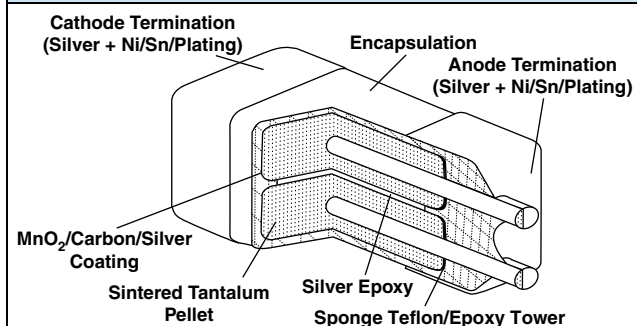 Cathode Termination
(Silver + Ni/Sn/Plating)
Encapsulation
Anode Termination
(Silver + Ni/Sn/Plating)
MnO2/Carbon/Silver
Coating
Sintered Tantalum
Pellet
Silver Epoxy
Sponge Teflon/Epoxy Tower